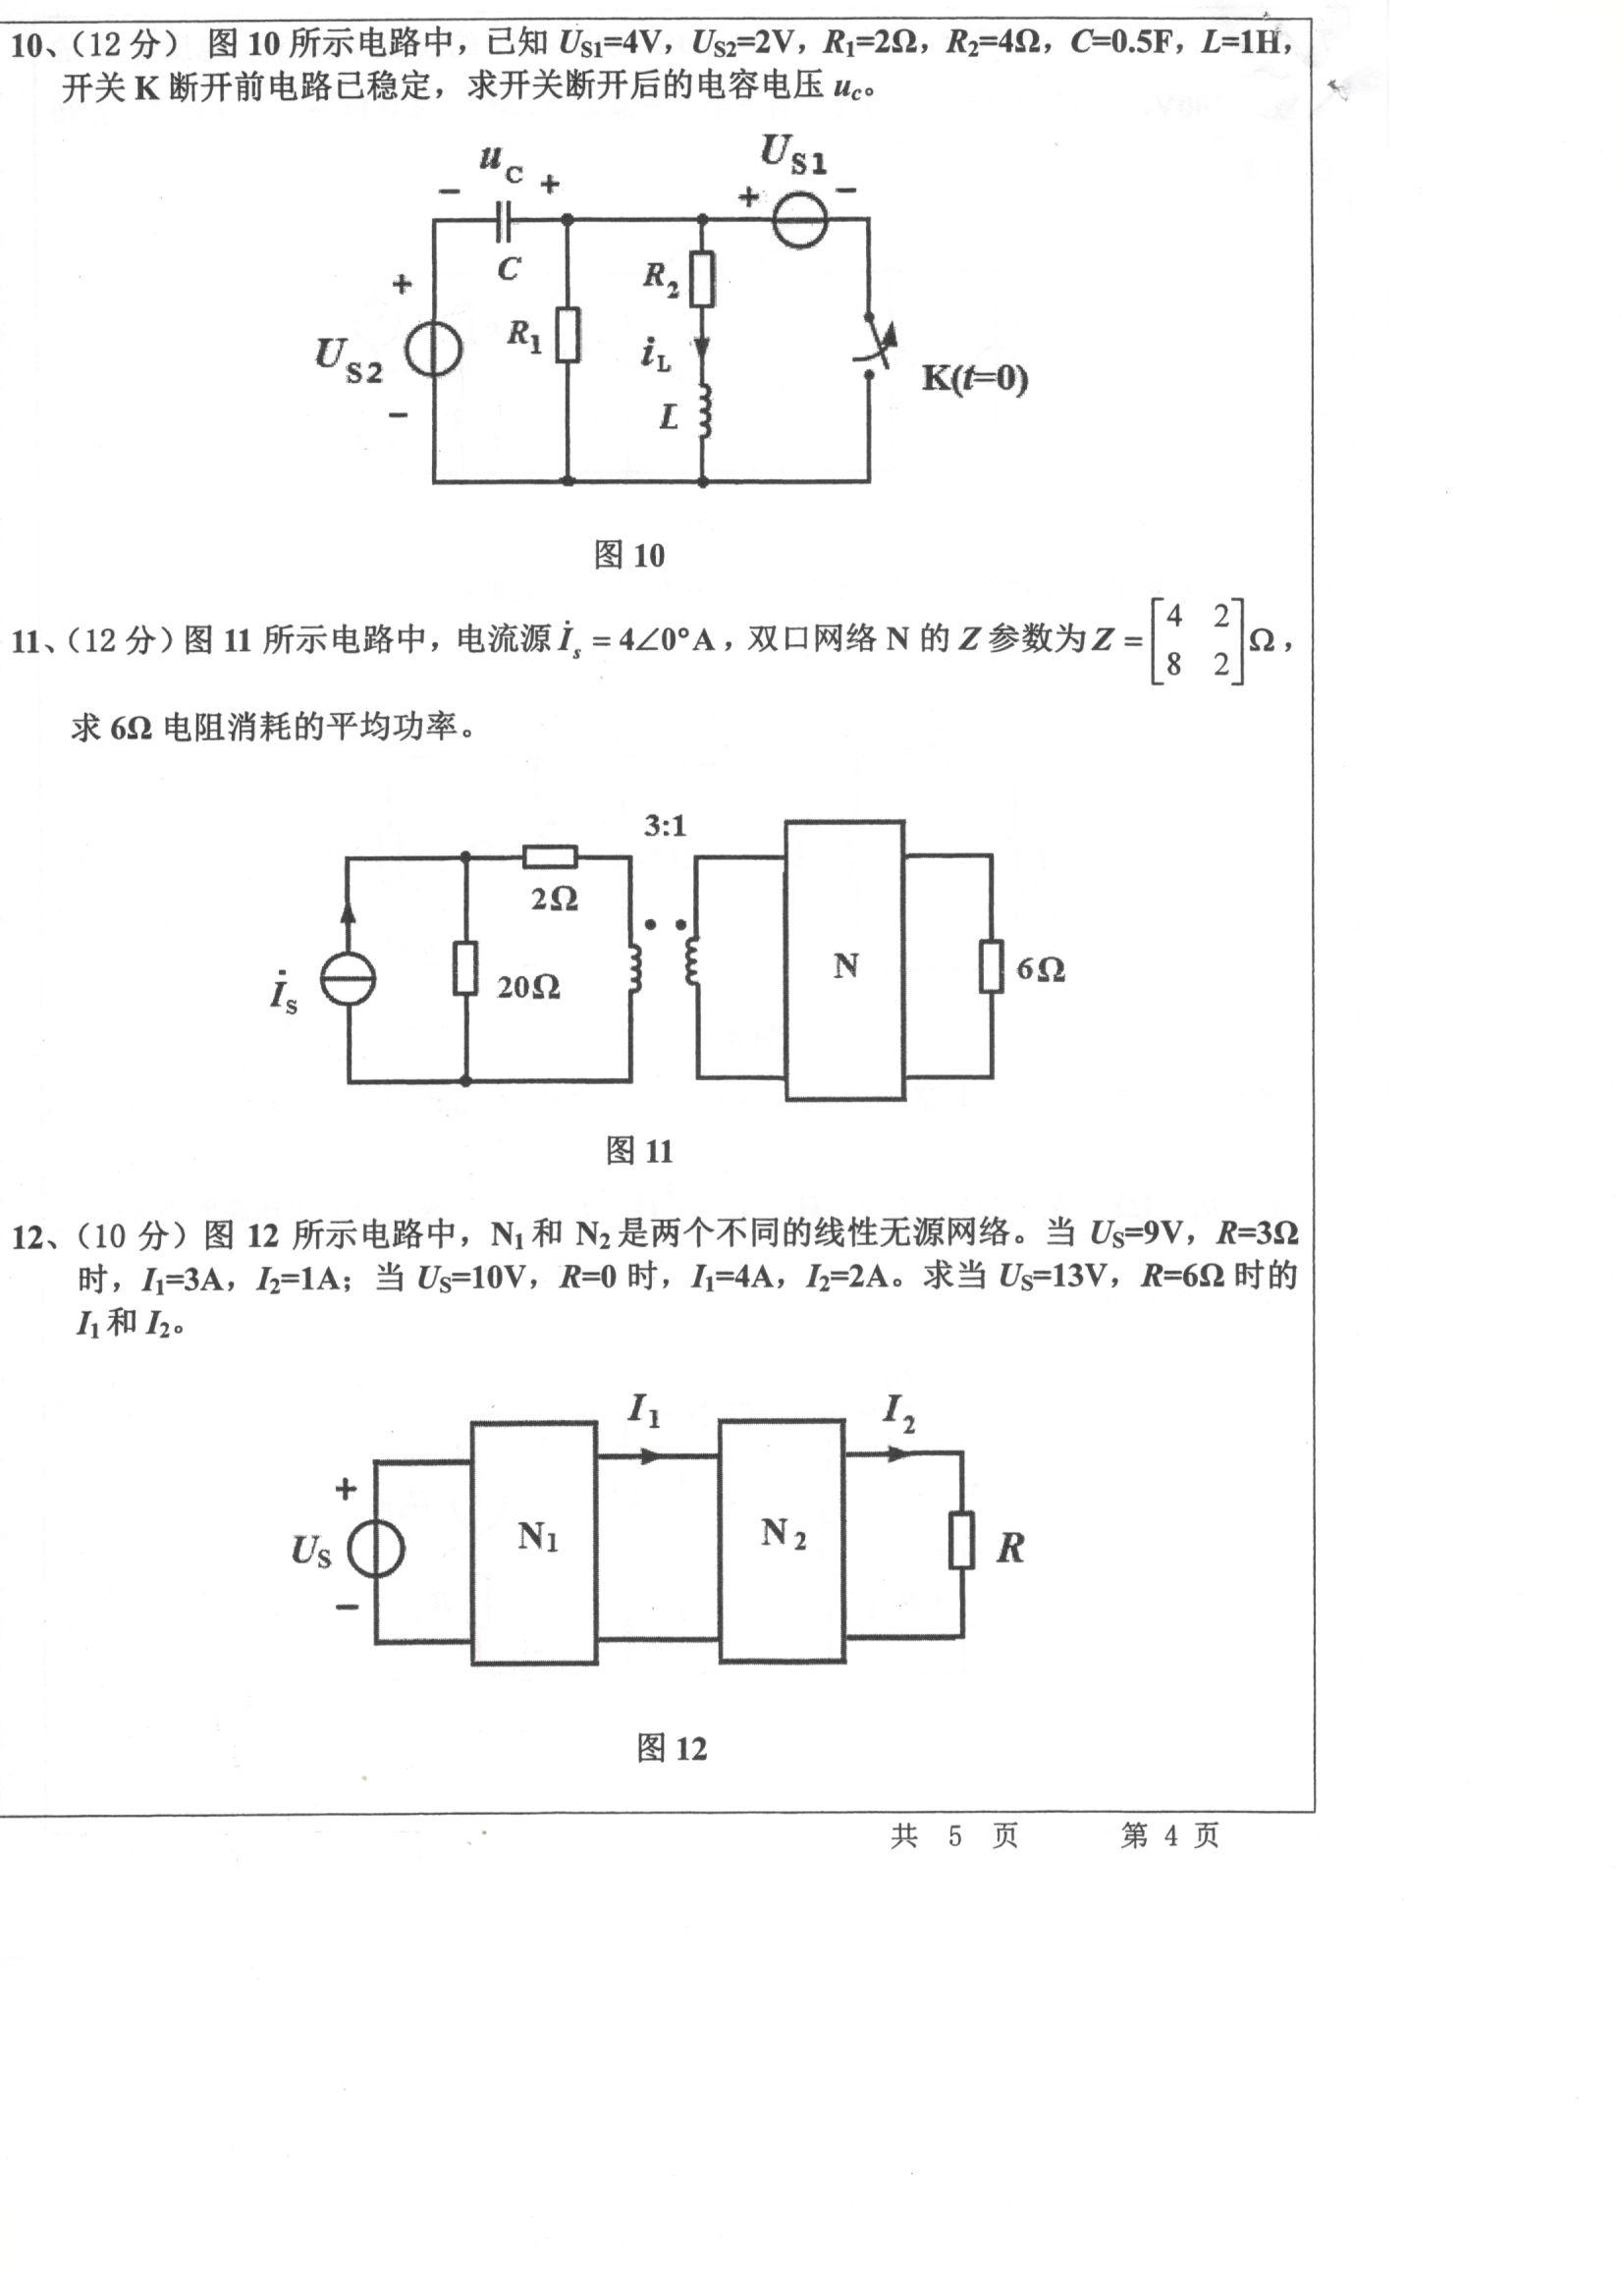 10、（12 分） 图 10 所示电路中，已知 US1=4V，US2=2V，R1=2Ω，R2=4Ω，C=0.5F，L=1H，
开关 K 断开前电路已稳定，求开关断开后的电容电压 uc。
uC
US1
− + + −
C
R2
+
R1
US2
iL
K(t=0)
L
−
图 10
11、（12 分）图 11 所示电路中，电流源 İs = 4∠0°A，双口网络 N 的 Z 参数为 Z = [4 2; 8 2] Ω，
求 6Ω 电阻消耗的平均功率。
3:1
2Ω
N
6Ω
20Ω
İs
图 11
12、（10 分）图 12 所示电路中，N1 和 N2 是两个不同的线性无源网络。当 US=9V，R=3Ω
时，I1=3A，I2=1A；当 US=10V，R=0 时，I1=4A，I2=2A。求当 US=13V，R=6Ω 时的
I1 和 I2。
I1
I2
+
US
N1
N2
R
−
图 12
共 5 页 第 4 页